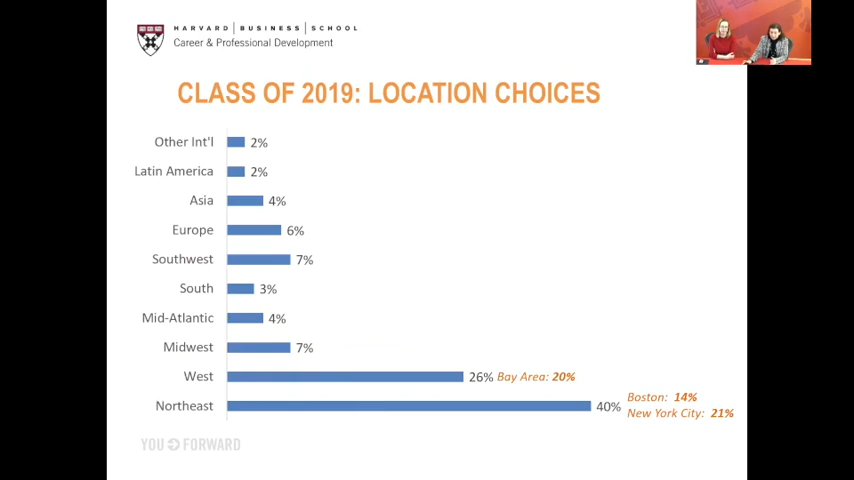 HARVARD | BUSINESS | SCHOOL
Career & Professional Development
CLASS OF 2019: LOCATION CHOICES
Other Int'l 2%
Latin America 2%
Asia 4%
Europe 6%
Southwest 7%
South 3%
Mid-Atlantic 4%
Midwest 7%
West 26% Bay Area: 20%
Northeast 40% Boston: 14%
New York City: 21%
YOU FORWARD